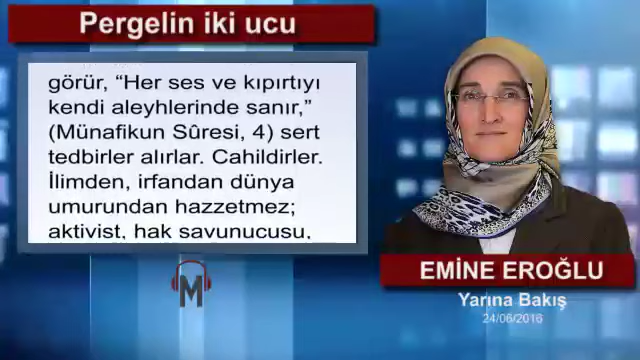 Pergelin iki ucu
görür, “Her ses ve kıpırtıyı
kendi aleyhlerinde sanır,”
(Münafikun Sûresi, 4) sert
tedbirler alırlar. Cahildirler.
İlimden, irfandan dünya
umurundan hazzetmez;
aktivist, hak savunucusu,
M
EMİNE EROĞLU
Yarına Bakış
24/06/2016